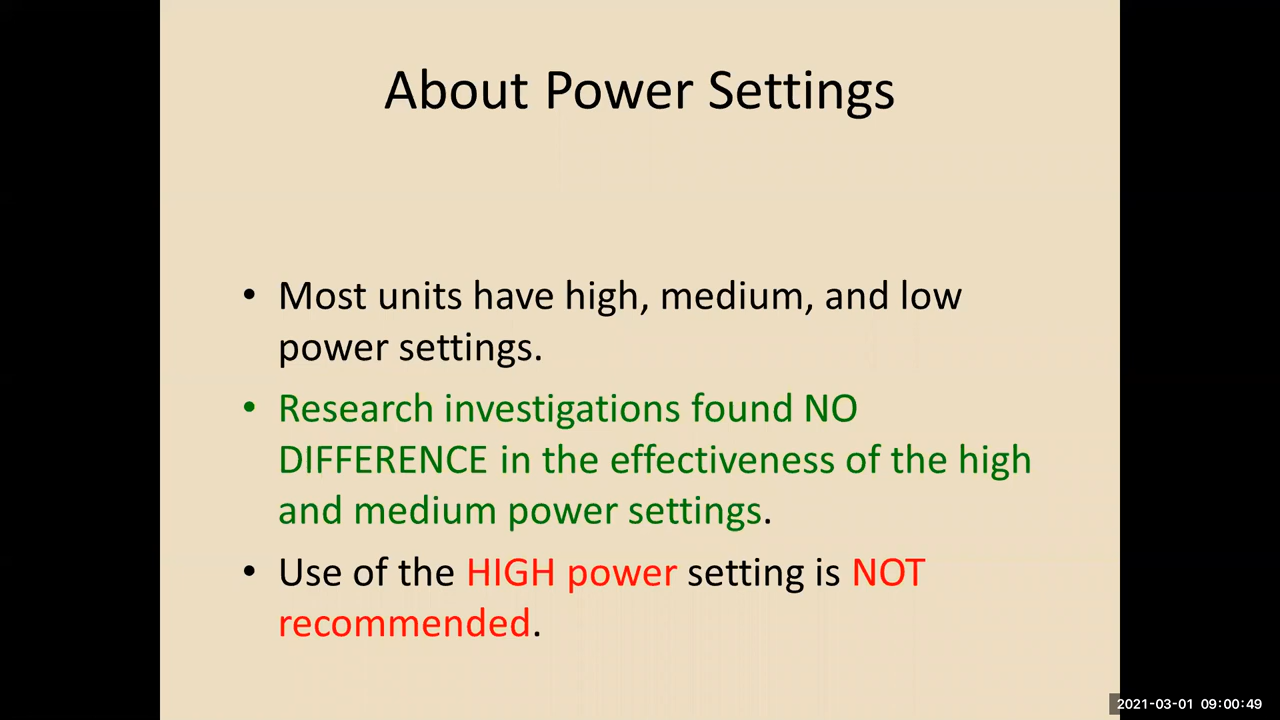 About Power Settings
• Most units have high, medium, and low
power settings.
• Research investigations found NO
DIFFERENCE in the effectiveness of the high
and medium power settings.
• Use of the HIGH power setting is NOT
recommended.
2021-03-01 09:00:49